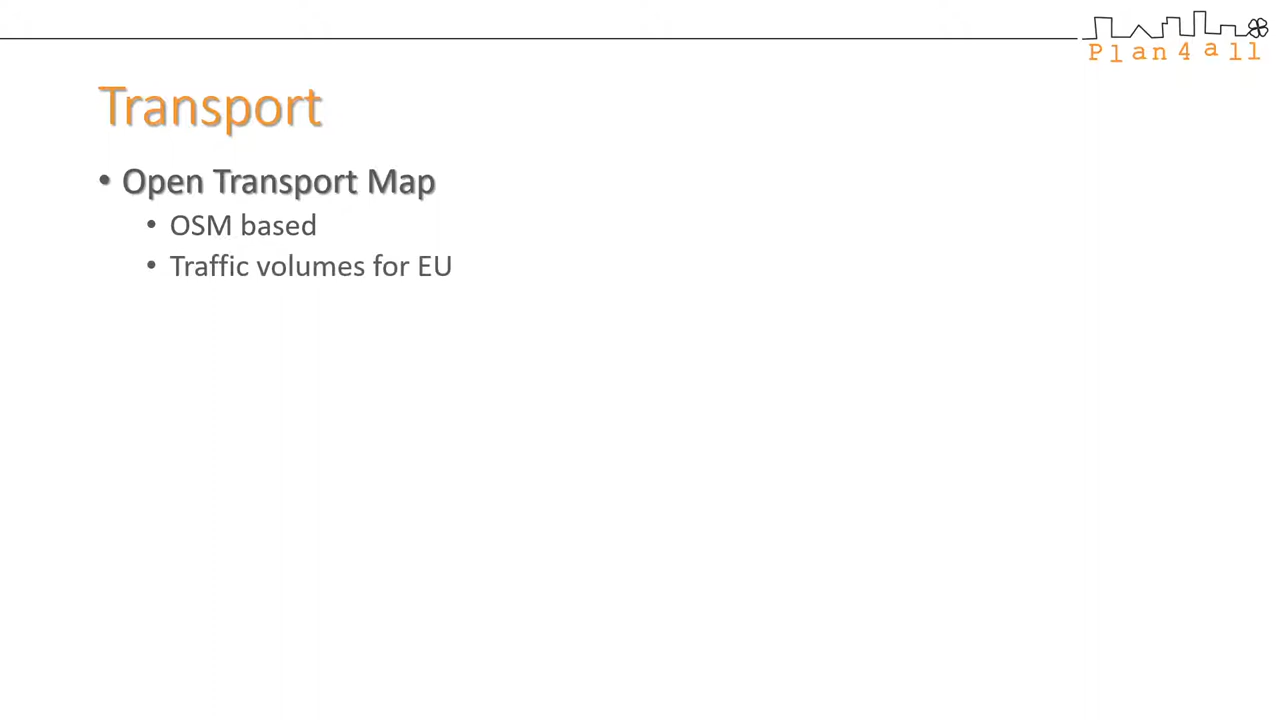 Plan4all
Transport
• Open Transport Map
• OSM based
• Traffic volumes for EU